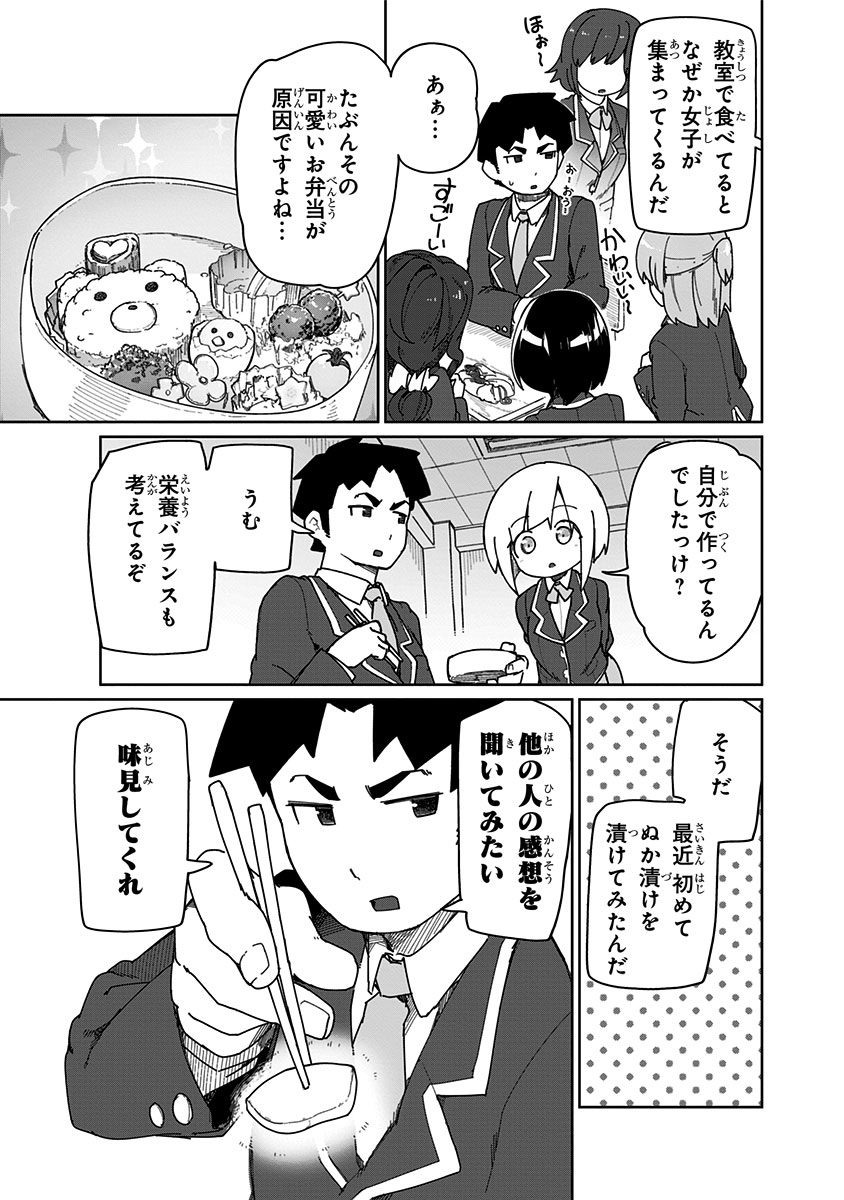 教室で食べてると
なぜか女子が
集まってくるんだ
ほぉ〜
お〜おう…
かわいい〜
すごーい
あぁ…
たぶんその
可愛いお弁当が
原因ですよね…
自分で作ってるん
でしたっけ？
うむ
栄養バランスも
考えてるぞ
そうだ
最近 初めて
ぬか漬けを
漬けてみたんだ
他の人の感想を
聞いてみたい
味見してくれ